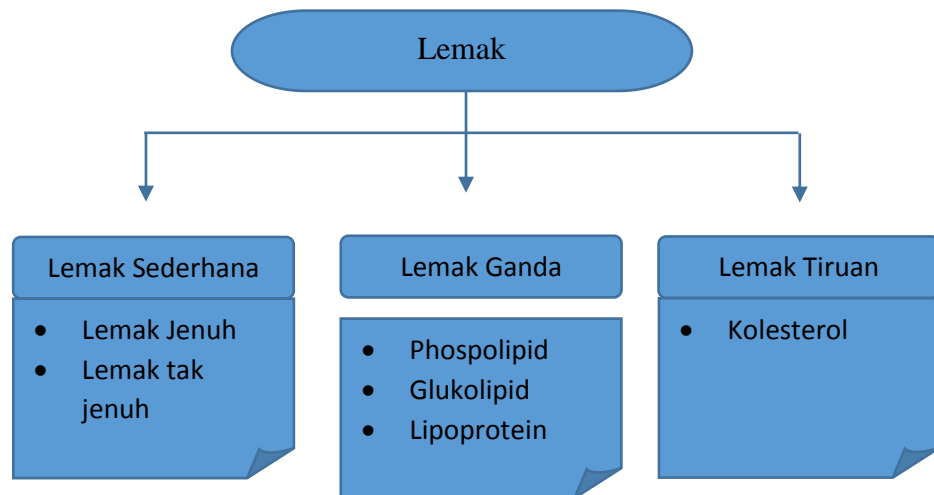 Lemak
Lemak Sederhana
• Lemak Jenuh
• Lemak tak
jenuh
Lemak Ganda
• Phospolipid
• Glukolipid
• Lipoprotein
Lemak Tiruan
• Kolesterol